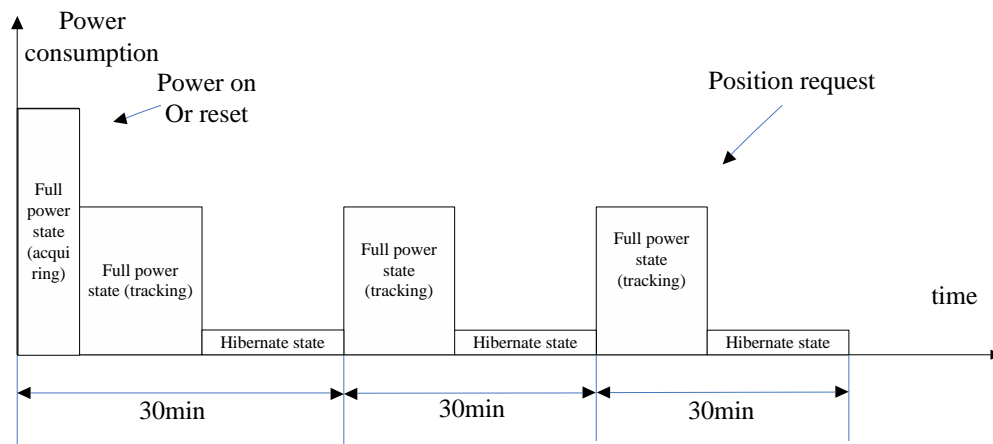 Power
consumption
Power on
Or reset
Position request
Full
power
state
(acqui
ring)
Full power
state (tracking)
Hibernate state
Full power
state
(tracking)
Hibernate state
Full power
state
(tracking)
Hibernate state
time
30min
30min
30min